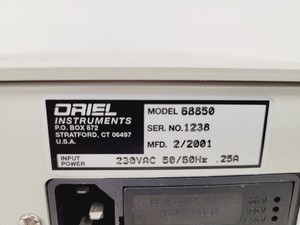 ORIEL MODEL 68850
INSTRUMENTS
P.O. BOX 872 SER. NO. 1238
STRATFORD, CT 06497
U.S.A. MFD. 2/2001
INPUT POWER 230VAC 50/60Hz .25A